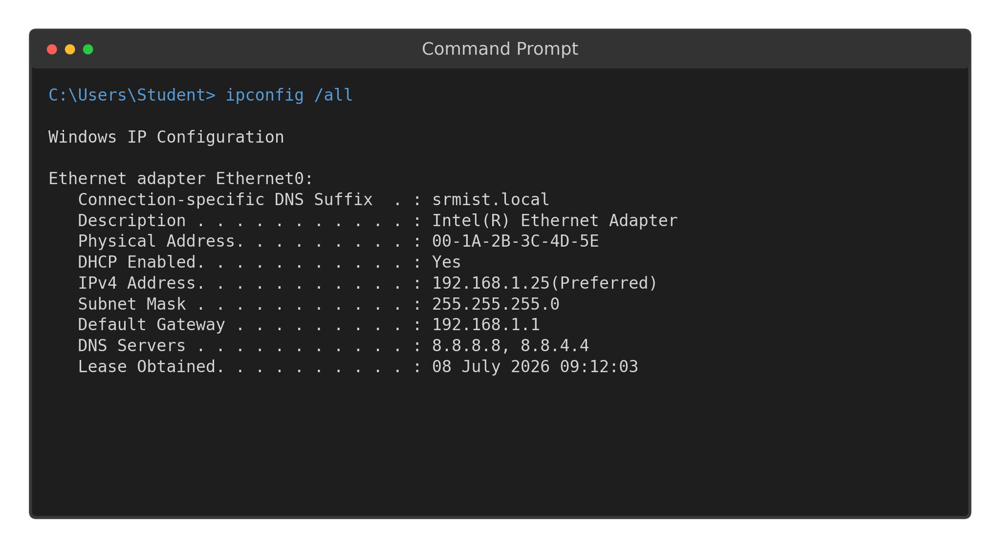 Command Prompt
C:\Users\Student> ipconfig /all
Windows IP Configuration
Ethernet adapter Ethernet0:
   Connection-specific DNS Suffix  . : srmist.local
   Description . . . . . . . . . . . : Intel(R) Ethernet Adapter
   Physical Address. . . . . . . . . : 00-1A-2B-3C-4D-5E
   DHCP Enabled. . . . . . . . . . . : Yes
   IPv4 Address. . . . . . . . . . . : 192.168.1.25(Preferred)
   Subnet Mask . . . . . . . . . . . : 255.255.255.0
   Default Gateway . . . . . . . . . : 192.168.1.1
   DNS Servers . . . . . . . . . . . : 8.8.8.8, 8.8.4.4
   Lease Obtained. . . . . . . . . . : 08 July 2026 09:12:03